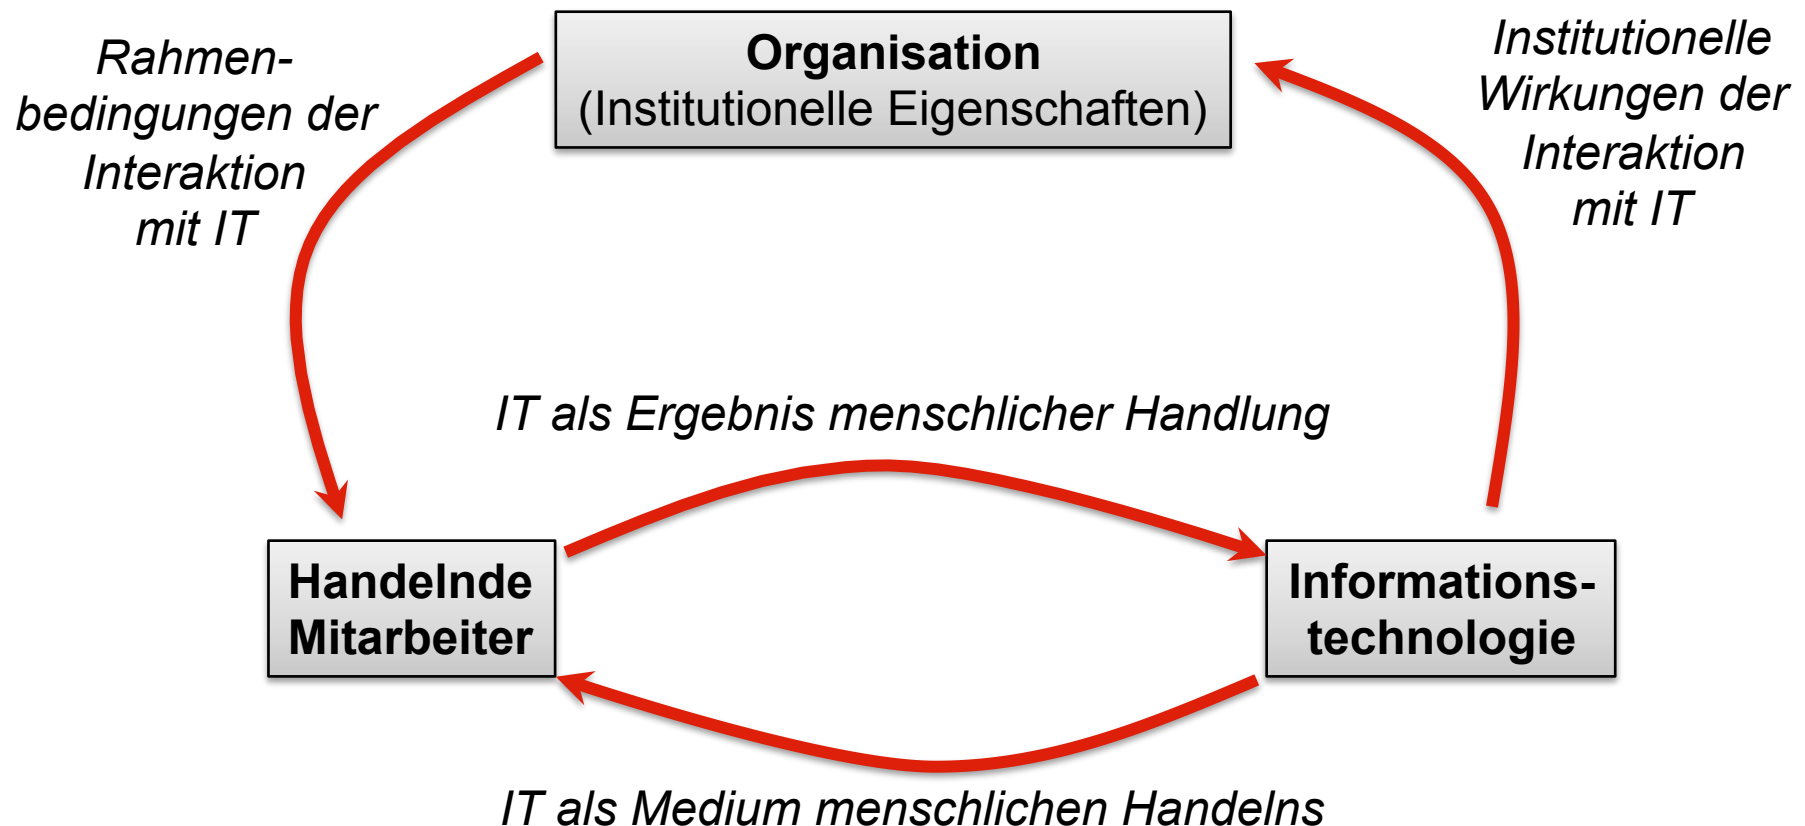 Rahmen-
bedingungen der
Interaktion
mit IT
Organisation
(Institutionelle Eigenschaften)
Institutionelle
Wirkungen der
Interaktion
mit IT
IT als Ergebnis menschlicher Handlung
Handelnde
Mitarbeiter
Informations-
technologie
IT als Medium menschlichen Handelns